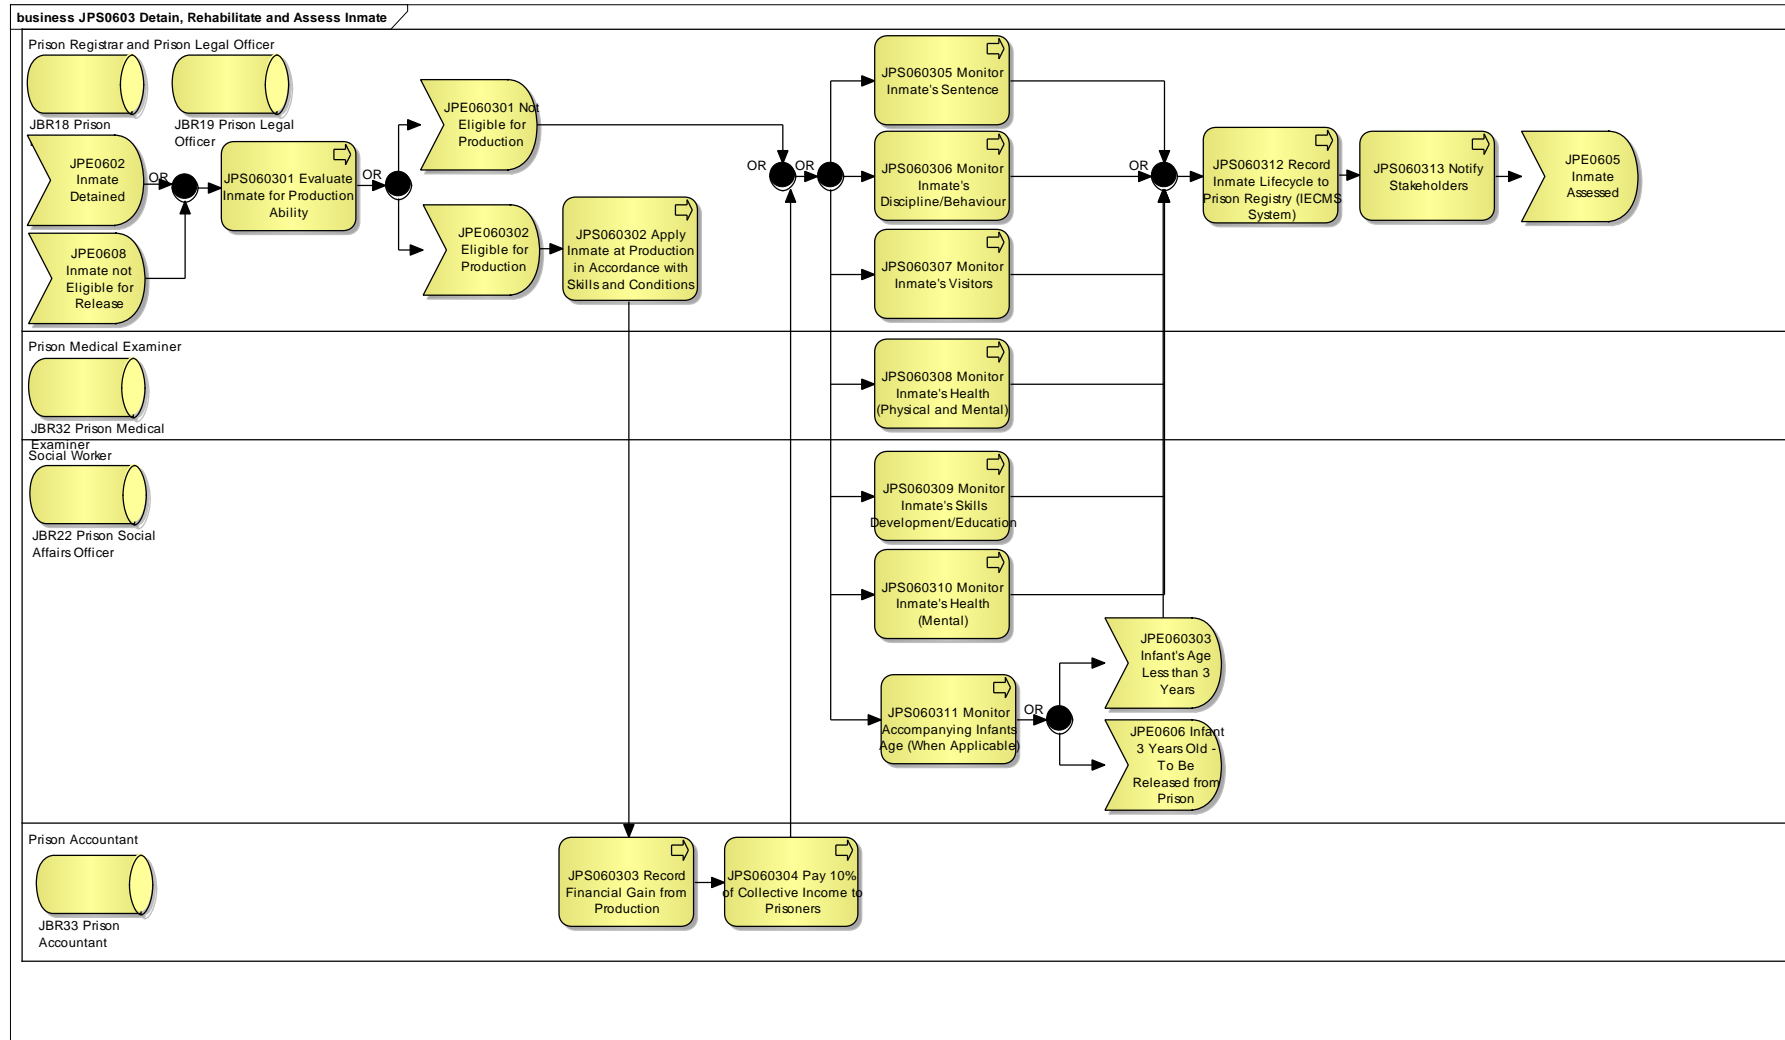 business JPS0603 Detain, Rehabilitate and Assess Inmate
Prison Registrar and Prison Legal Officer
JBR18 Prison
JBR19 Prison Legal
Officer
JPE0602
Inmate
Detained
JPE0608
Inmate not
Eligible for
Release
OR
JPS060301 Evaluate
Inmate for Production
Ability
OR
JPE060301 Not
Eligible for
Production
JPE060302
Eligible for
Production
JPS060302 Apply
Inmate at Production
in Accordance with
Skills and Conditions
OR
OR
JPS060305 Monitor
Inmate's Sentence
JPS060306 Monitor
Inmate's
Discipline/Behaviour
JPS060307 Monitor
Inmate's Visitors
OR
JPS060312 Record
Inmate Lifecycle to
Prison Registry (IECMS
System)
JPS060313 Notify
Stakeholders
JPE0605
Inmate
Assessed
Prison Medical Examiner
JBR32 Prison Medical
Examiner
JPS060308 Monitor
Inmate's Health
(Physical and Mental)
Social Worker
JBR22 Prison Social
Affairs Officer
JPS060309 Monitor
Inmate's Skills
Development/Education
JPS060310 Monitor
Inmate's Health
(Mental)
JPS060311 Monitor
Accompanying Infants
Age (When Applicable)
OR
JPE060303
Infant's Age
Less than 3
Years
JPE0606 Infant
3 Years Old -
To Be
Released from
Prison
Prison Accountant
JBR33 Prison
Accountant
JPS060303 Record
Financial Gain from
Production
JPS060304 Pay 10%
of Collective Income to
Prisoners